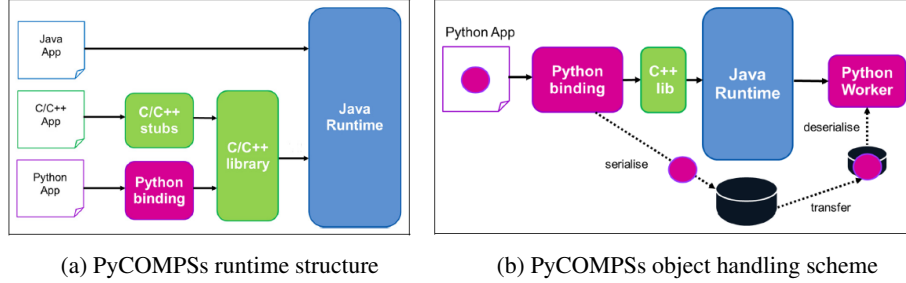 Java
App
C/C++
App
C/C++
stubs
C/C++
library
Java
Runtime
Python
App
Python
binding
(a) PyCOMPSs runtime structure
Python App
Python
binding
C++
lib
Java
Runtime
Python
Worker
deserialise
serialise
transfer
(b) PyCOMPSs object handling scheme